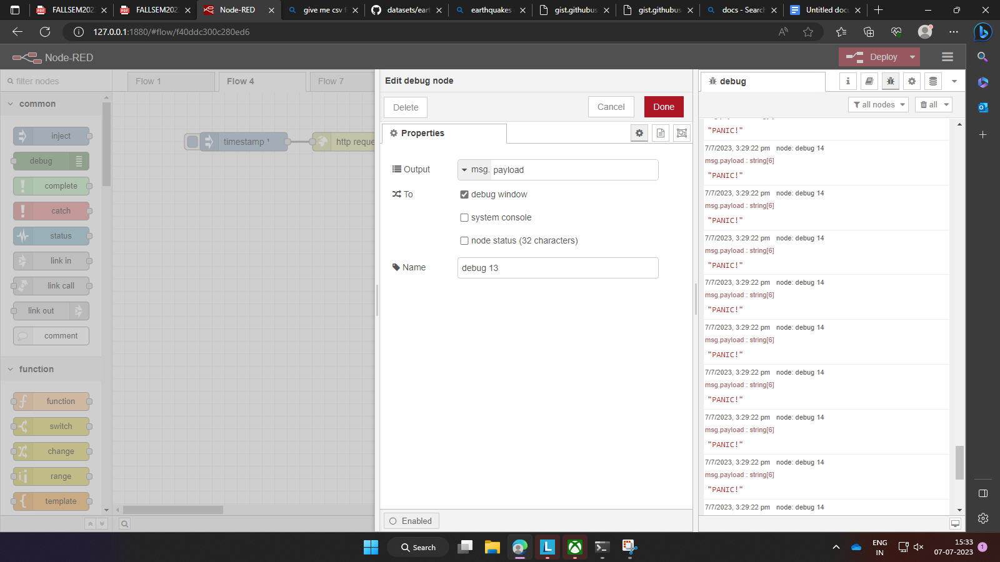 FALLSEM202
FALLSEM202
Node-RED
give me csv f
datasets/eart
earthquakes
gist.githubus
gist.githubus
docs - Search
Untitled docu
127.0.0.1:1880/#flow/f40ddc300c280ed6
Node-RED
Deploy
filter nodes
Flow 1
Flow 4
Flow 7
Edit debug node
debug
common
Delete
Cancel
Done
all nodes
all
Properties
inject
debug
complete
catch
status
link in
link call
link out
comment
function
function
switch
change
range
template
timestamp ¹
http reque
Output
msg. payload
To
debug window
system console
node status (32 characters)
Name
debug 13
Enabled
"PANIC!"
7/7/2023, 3:29:22 pm node: debug 14
msg.payload : string[6]
"PANIC!"
7/7/2023, 3:29:22 pm node: debug 14
msg.payload : string[6]
"PANIC!"
7/7/2023, 3:29:22 pm node: debug 14
msg.payload : string[6]
"PANIC!"
7/7/2023, 3:29:22 pm node: debug 14
msg.payload : string[6]
"PANIC!"
7/7/2023, 3:29:22 pm node: debug 14
msg.payload : string[6]
"PANIC!"
7/7/2023, 3:29:22 pm node: debug 14
msg.payload : string[6]
"PANIC!"
7/7/2023, 3:29:22 pm node: debug 14
msg.payload : string[6]
"PANIC!"
7/7/2023, 3:29:22 pm node: debug 14
msg.payload : string[6]
"PANIC!"
7/7/2023, 3:29:22 pm node: debug 14
Search
ENG
IN
15:33
07-07-2023
1